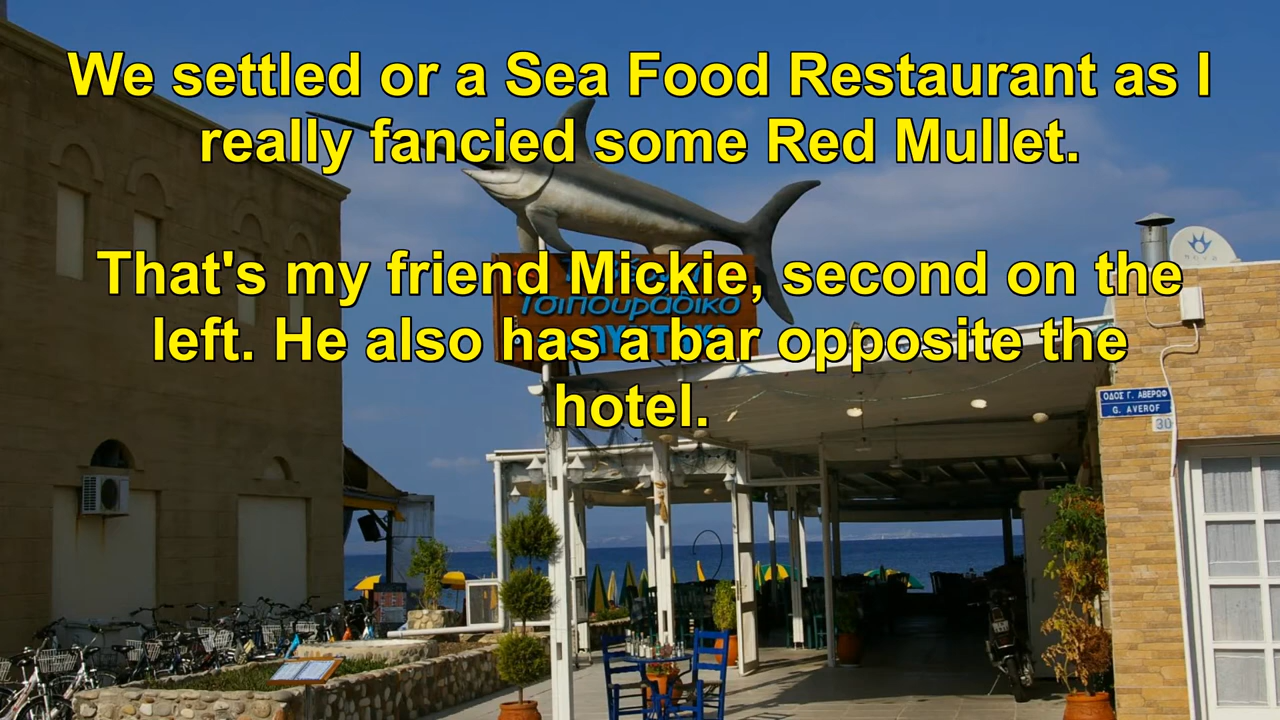 We settled or a Sea Food Restaurant as I
really fancied some Red Mullet.
That's my friend Mickie, second on the
left. He also has a bar opposite the
hotel.
Τσιπουράδικο
ΟΔΟΣ Γ. ΑΒΕΡΩΦ
G. AVEROF
30